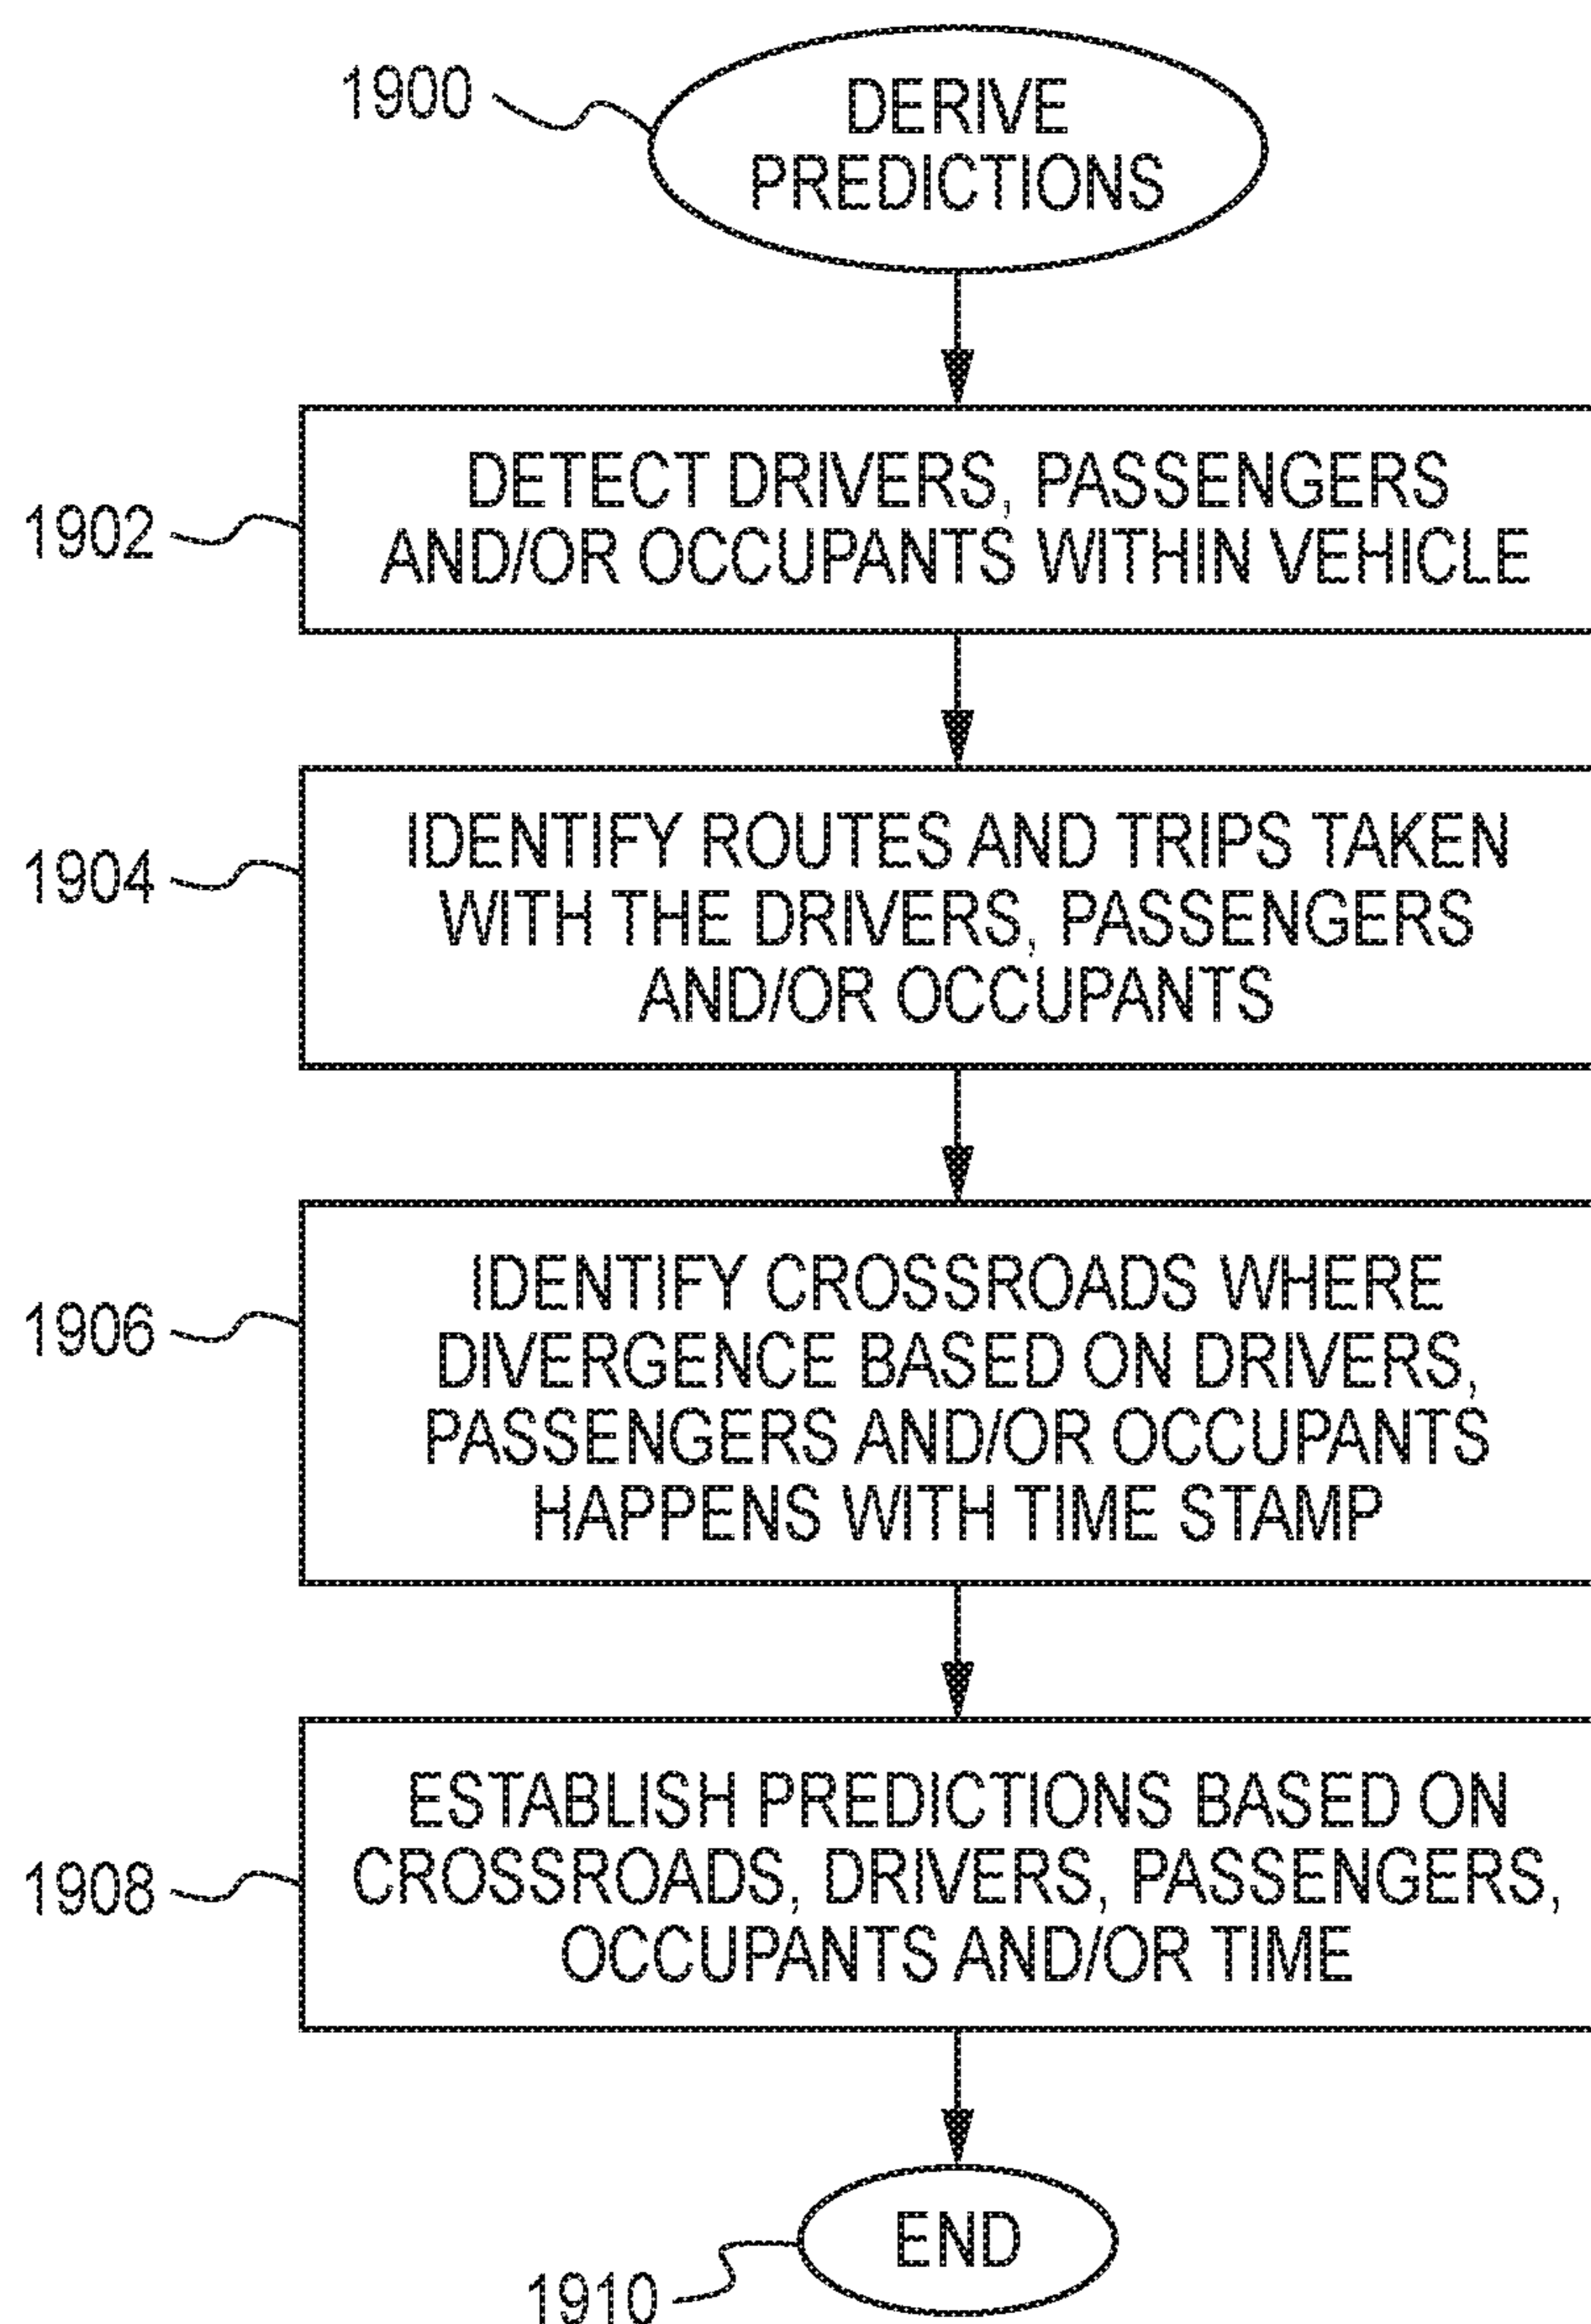 1900
DERIVE
PREDICTIONS
1902
DETECT DRIVERS, PASSENGERS
AND/OR OCCUPANTS WITHIN VEHICLE
1904
IDENTIFY ROUTES AND TRIPS TAKEN
WITH THE DRIVERS, PASSENGERS
AND/OR OCCUPANTS
1906
IDENTIFY CROSSROADS WHERE
DIVERGENCE BASED ON DRIVERS,
PASSENGERS AND/OR OCCUPANTS
HAPPENS WITH TIME STAMP
1908
ESTABLISH PREDICTIONS BASED ON
CROSSROADS, DRIVERS, PASSENGERS,
OCCUPANTS AND/OR TIME
END
1910